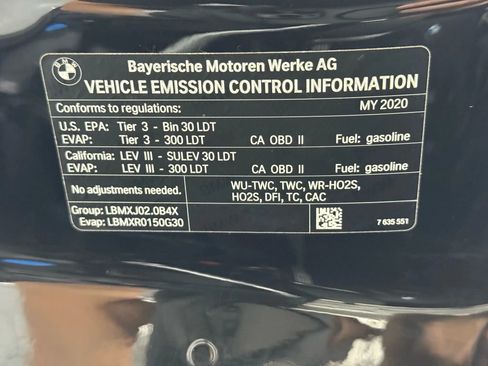 BMW
Bayerische Motoren Werke AG
VEHICLE EMISSION CONTROL INFORMATION
Conforms to regulations: MY 2020
U.S. EPA: Tier 3 - Bin 30 LDT
EVAP: Tier 3 - 300 LDT CA OBD II Fuel: gasoline
California: LEV III - SULEV 30 LDT
EVAP: LEV III - 300 LDT CA OBD II Fuel: gasoline
No adjustments needed.
WU-TWC, TWC, WR-HO2S,
HO2S, DFI, TC, CAC
Group: LBMXJ02.0B4X
Evap: LBMXR0150G30
7 635 551